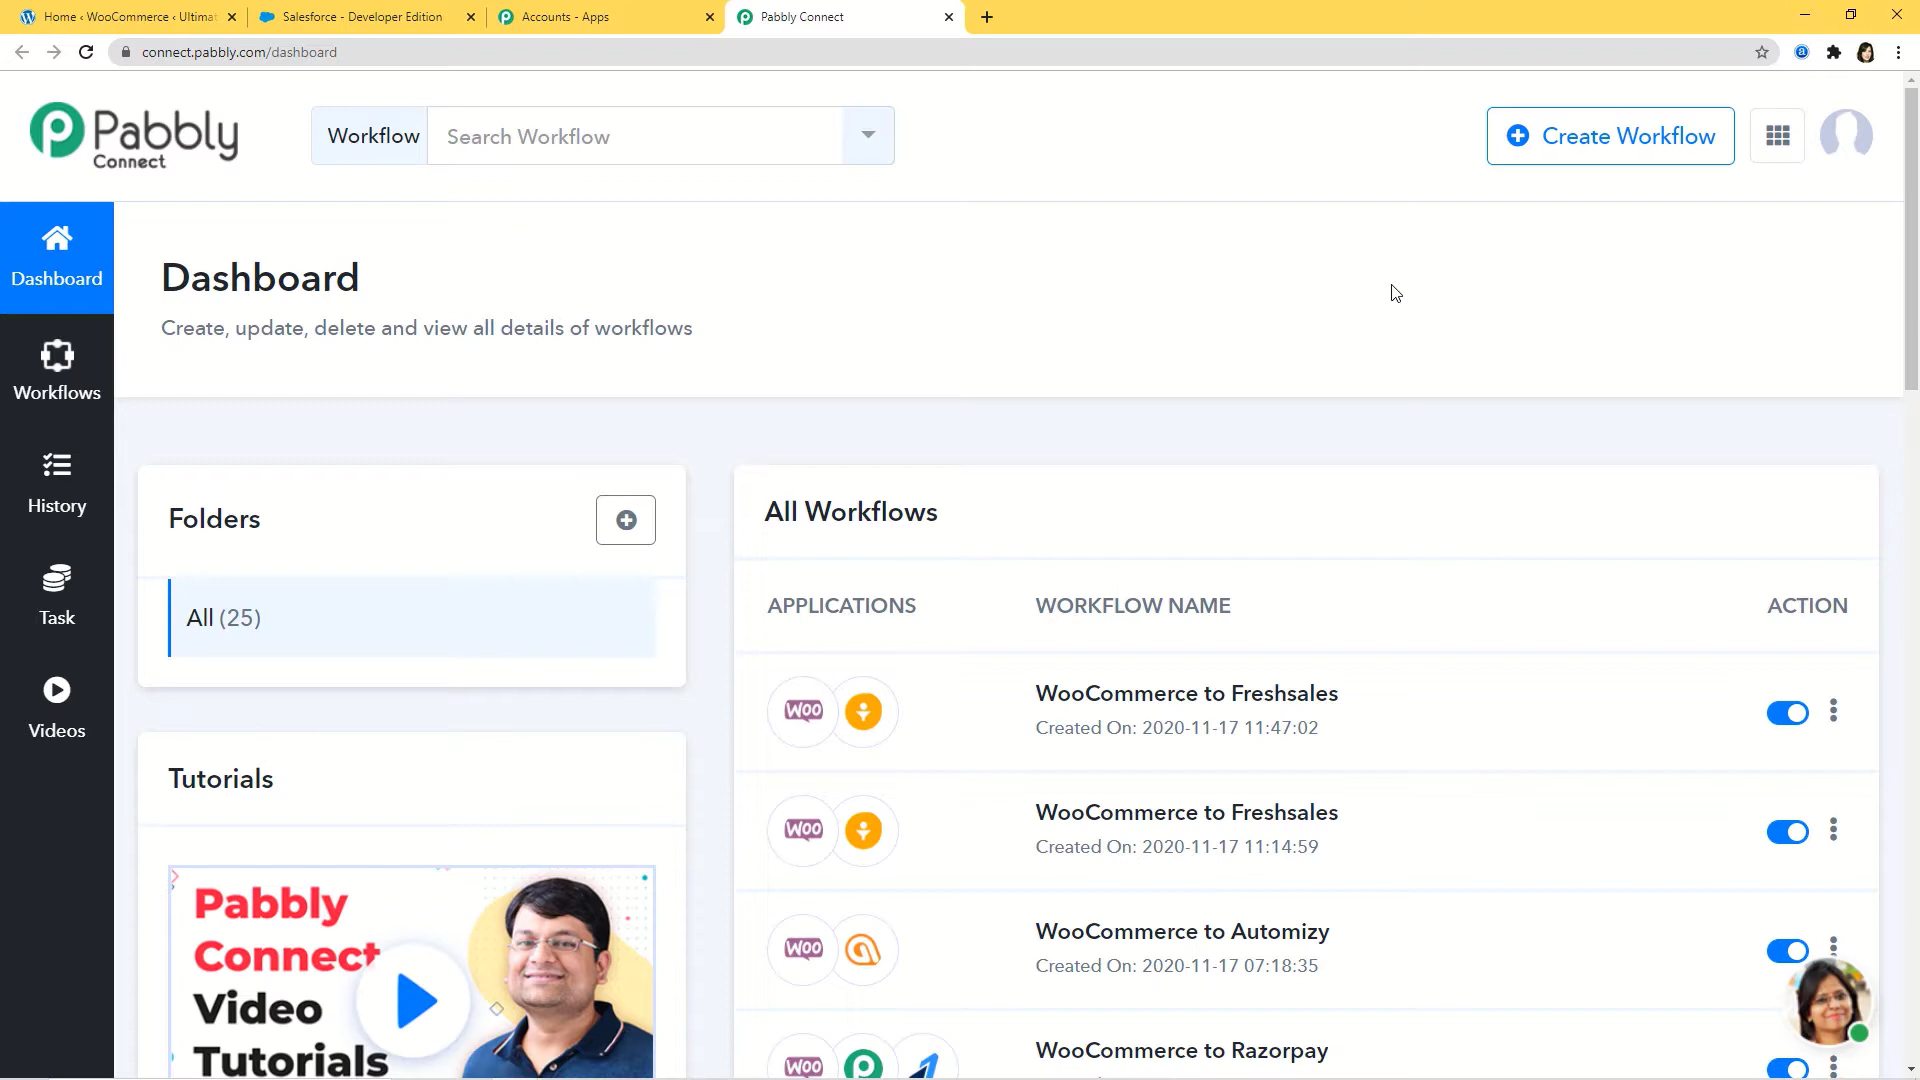 Home ‹ WooCommerce ‹ Ultimat
Salesforce - Developer Edition
Accounts - Apps
Pabbly Connect
connect.pabbly.com/dashboard
Pabbly
Connect
Workflow
Search Workflow
Create Workflow
Dashboard
Workflows
History
Task
Videos
Dashboard
Create, update, delete and view all details of workflows
Folders
All (25)
Tutorials
Pabbly
Connect
Video
Tutorials
All Workflows
APPLICATIONS
WORKFLOW NAME
ACTION
WOO
WooCommerce to Freshsales
Created On: 2020-11-17 11:47:02
WOO
WooCommerce to Freshsales
Created On: 2020-11-17 11:14:59
WOO
WooCommerce to Automizy
Created On: 2020-11-17 07:18:35
WOO
WooCommerce to Razorpay